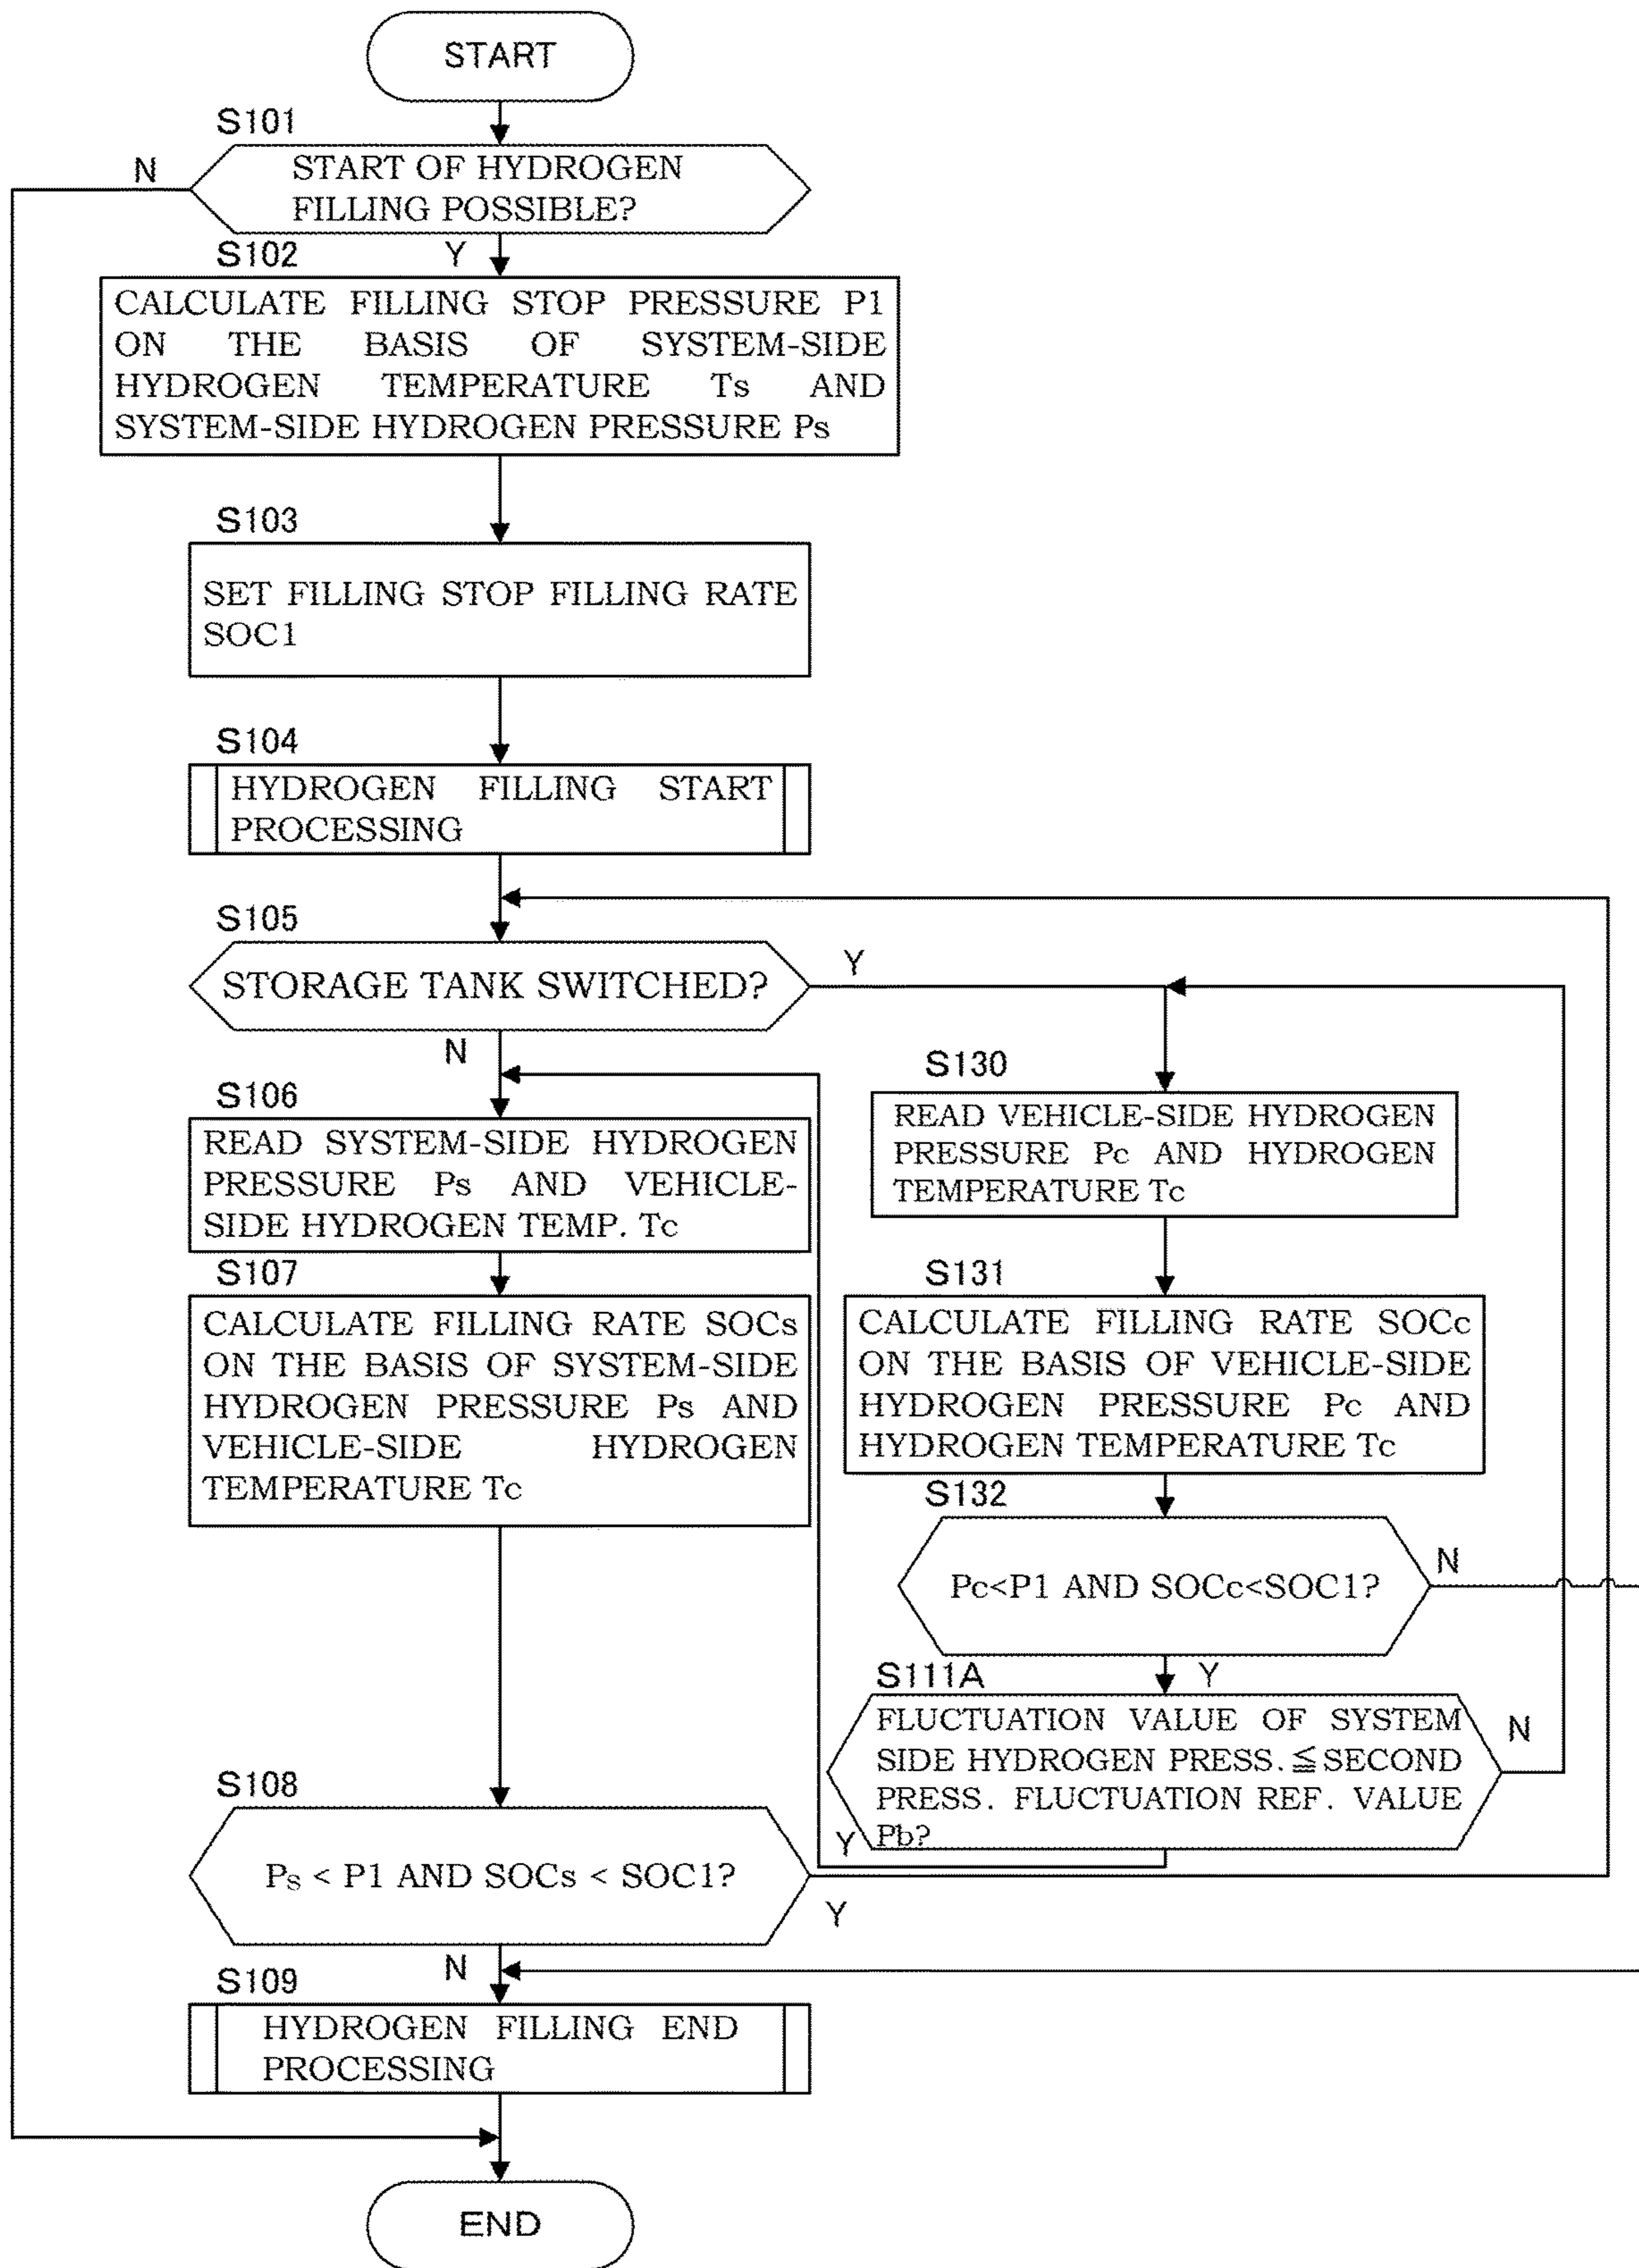 START
S101
N
START OF HYDROGEN
FILLING POSSIBLE?
S102
Y
CALCULATE FILLING STOP PRESSURE P1
ON THE BASIS OF SYSTEM-SIDE
HYDROGEN TEMPERATURE Ts AND
SYSTEM-SIDE HYDROGEN PRESSURE Ps
S103
SET FILLING STOP FILLING RATE
SOC1
S104
HYDROGEN FILLING START
PROCESSING
S105
STORAGE TANK SWITCHED?
Y
N
S106
READ SYSTEM-SIDE HYDROGEN
PRESSURE Ps AND VEHICLE-
SIDE HYDROGEN TEMP. Tc
S107
CALCULATE FILLING RATE SOCs
ON THE BASIS OF SYSTEM-SIDE
HYDROGEN PRESSURE Ps AND
VEHICLE-SIDE HYDROGEN
TEMPERATURE Tc
S130
READ VEHICLE-SIDE HYDROGEN
PRESSURE Pc AND HYDROGEN
TEMPERATURE Tc
S131
CALCULATE FILLING RATE SOCc
ON THE BASIS OF VEHICLE-SIDE
HYDROGEN PRESSURE Pc AND
HYDROGEN TEMPERATURE Tc
S132
Pc<P1 AND SOCc<SOC1?
N
Y
S111A
FLUCTUATION VALUE OF SYSTEM
SIDE HYDROGEN PRESS.≦SECOND
PRESS. FLUCTUATION REF. VALUE
Pb?
N
Y
S108
Ps < P1 AND SOCs < SOC1?
Y
N
S109
HYDROGEN FILLING END
PROCESSING
END